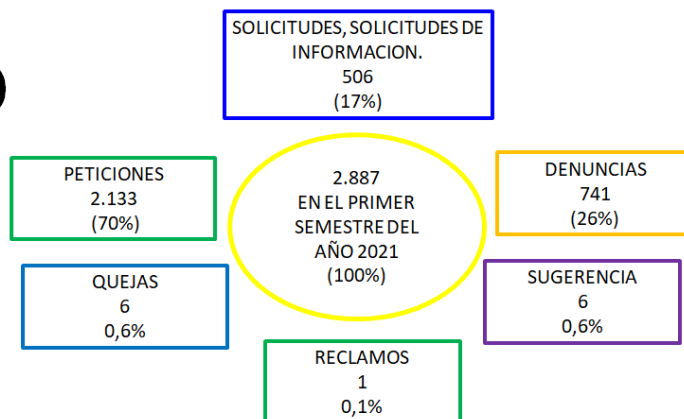 SOLICITUDES, SOLICITUDES DE
INFORMACION.
506
(17%)
PETICIONES
2.133
(70%)
2.887
EN EL PRIMER
SEMESTRE DEL
AÑO 2021
(100%)
DENUNCIAS
741
(26%)
QUEJAS
6
0,6%
SUGERENCIA
6
0,6%
RECLAMOS
1
0,1%